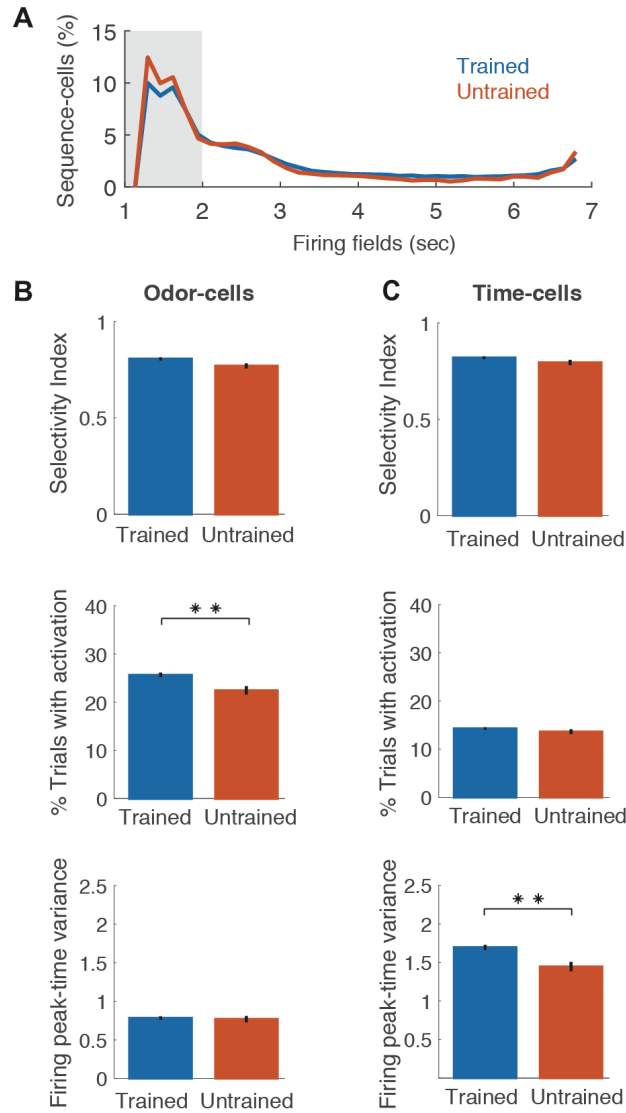 A
Sequence-cells (%)
15
10
5
0
Trained
Untrained
1 2 3 4 5 6 7
Firing fields (sec)
B Odor-cells
Selectivity Index
1
0.5
0
Trained Untrained
% Trials with activation
40
30
20
10
0
* *
Trained Untrained
Firing peak-time variance
2.5
2
1.5
1
0.5
0
Trained Untrained
C Time-cells
Selectivity Index
1
0.5
0
Trained Untrained
% Trials with activation
40
30
20
10
0
Trained Untrained
Firing peak-time variance
2.5
2
1.5
1
0.5
* *
Trained Untrained